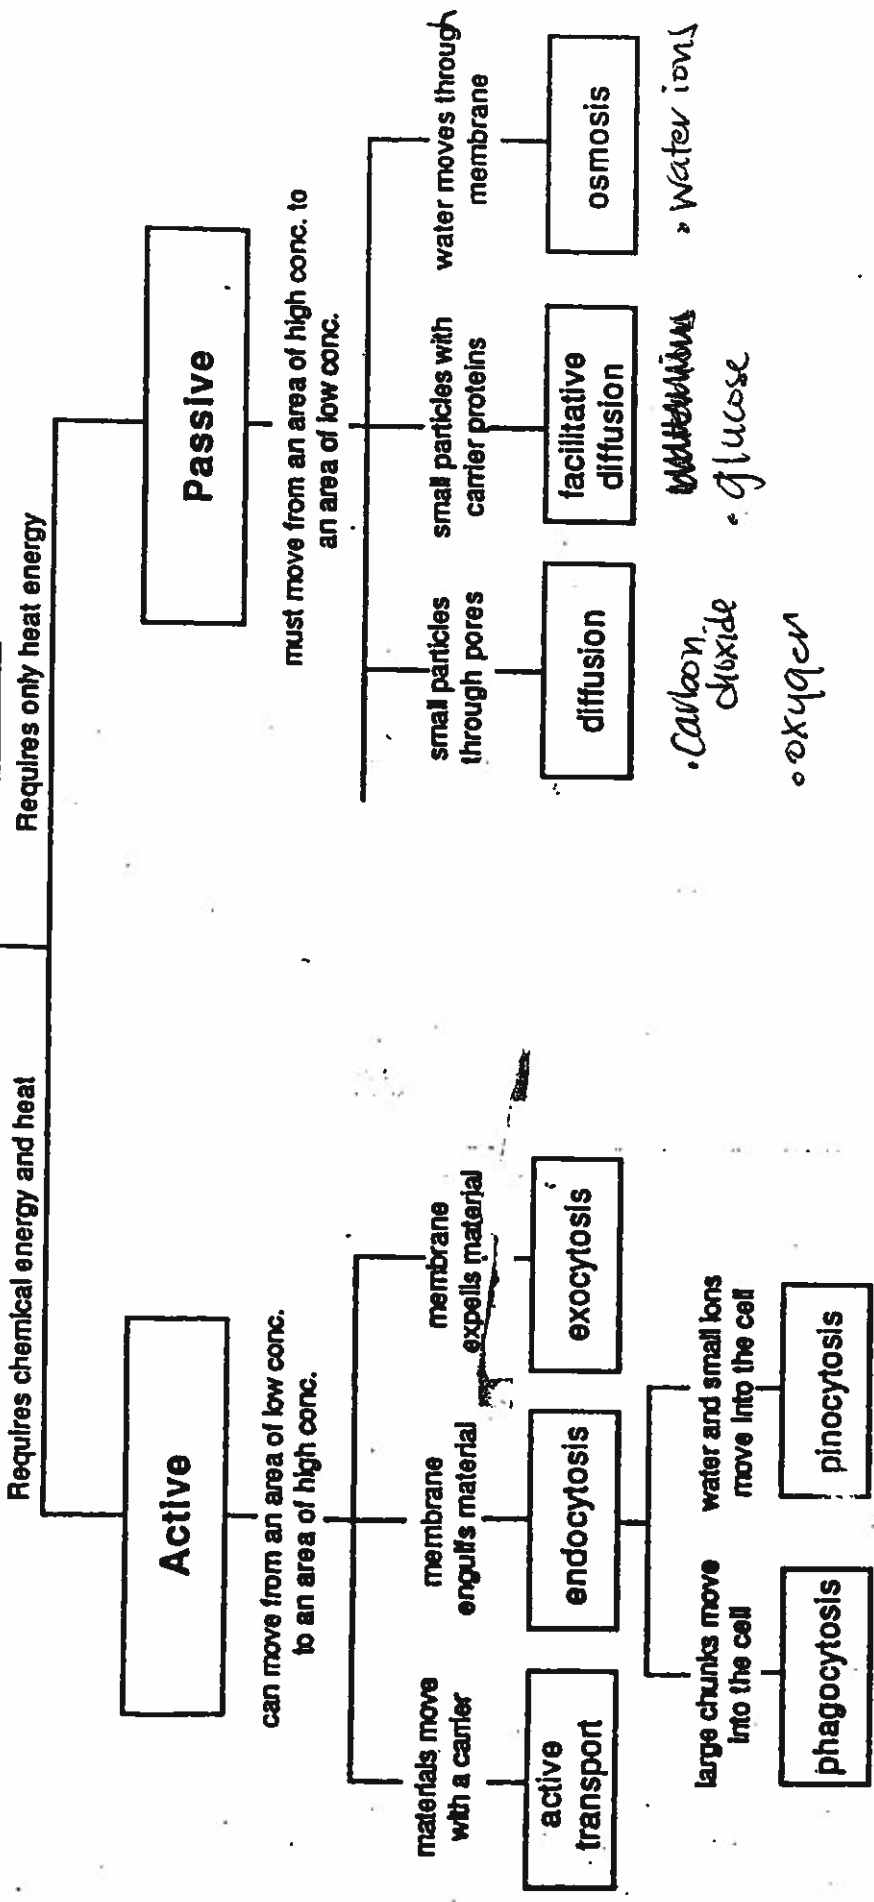 Requires chemical energy and heat
Requires only heat energy
Active
Passive
can move from an area of low conc.
to an area of high conc.
must move from an area of high conc. to
an area of low conc.
materials move
with a carrier
membrane
engulfs material
membrane
expells material
small particles
through pores
small particles with
carrier proteins
water moves through
membrane
active
transport
endocytosis
exocytosis
diffusion
facilitative
diffusion
osmosis
• Carbon
dioxide
• oxygen
• glucose
• water ions
large chunks move
into the cell
water and small ions
move into the cell
phagocytosis
pinocytosis